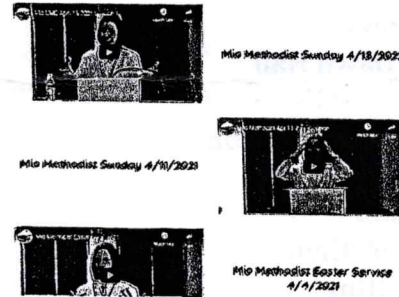 Mio Methodist Sunday 4/18/2021
Mio Methodist Sunday 4/11/2021
Mio Methodist Easter Service
4/4/2021